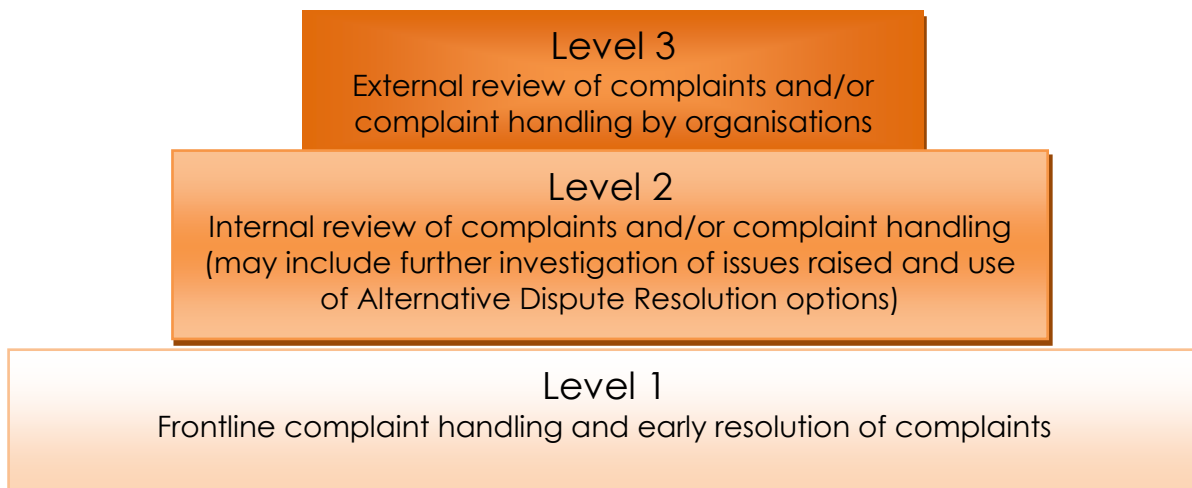 Level 3
External review of complaints and/or
complaint handling by organisations
Level 2
Internal review of complaints and/or complaint handling
(may include further investigation of issues raised and use
of Alternative Dispute Resolution options)
Level 1
Frontline complaint handling and early resolution of complaints